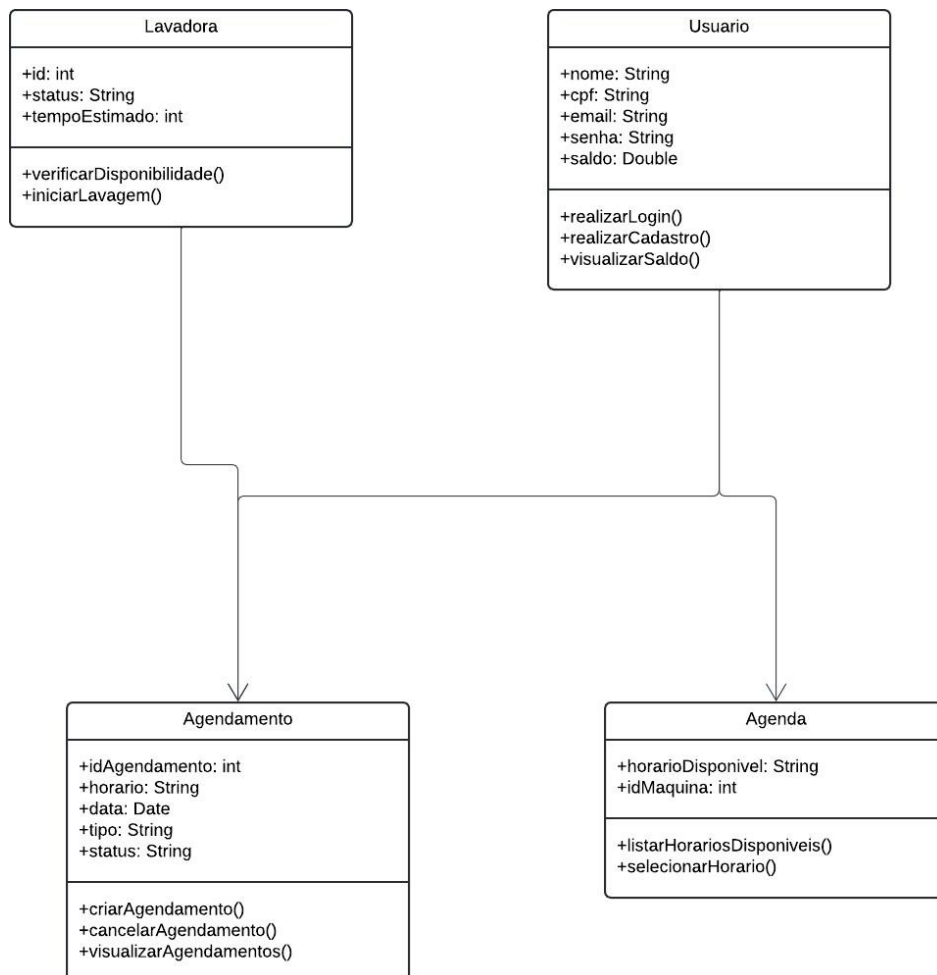 Lavadora
+id: int
+status: String
+tempoEstimado: int
+verificarDisponibilidade()
+iniciarLavagem()
Usuario
+nome: String
+cpf: String
+email: String
+senha: String
+saldo: Double
+realizarLogin()
+realizarCadastro()
+visualizarSaldo()
Agendamento
+idAgendamento: int
+horario: String
+data: Date
+tipo: String
+status: String
+criarAgendamento()
+cancelarAgendamento()
+visualizarAgendamentos()
Agenda
+horarioDisponivel: String
+idMaquina: int
+listarHorariosDisponiveis()
+selecionarHorario()